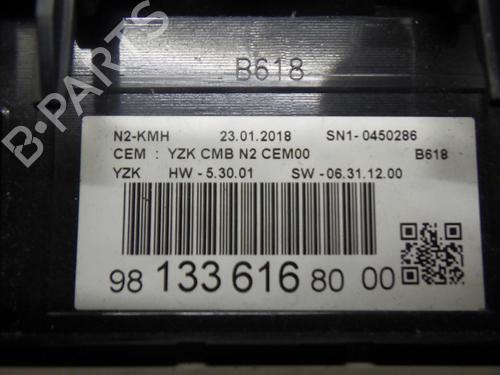 B618
N2-KMH 23.01.2018 SN1- 0450286
CEM : YZK CMB N2 CEM00 B618
YZK HW - 5.30.01 SW - 06.31.12.00
98 133 616 80 00
B-PARTS